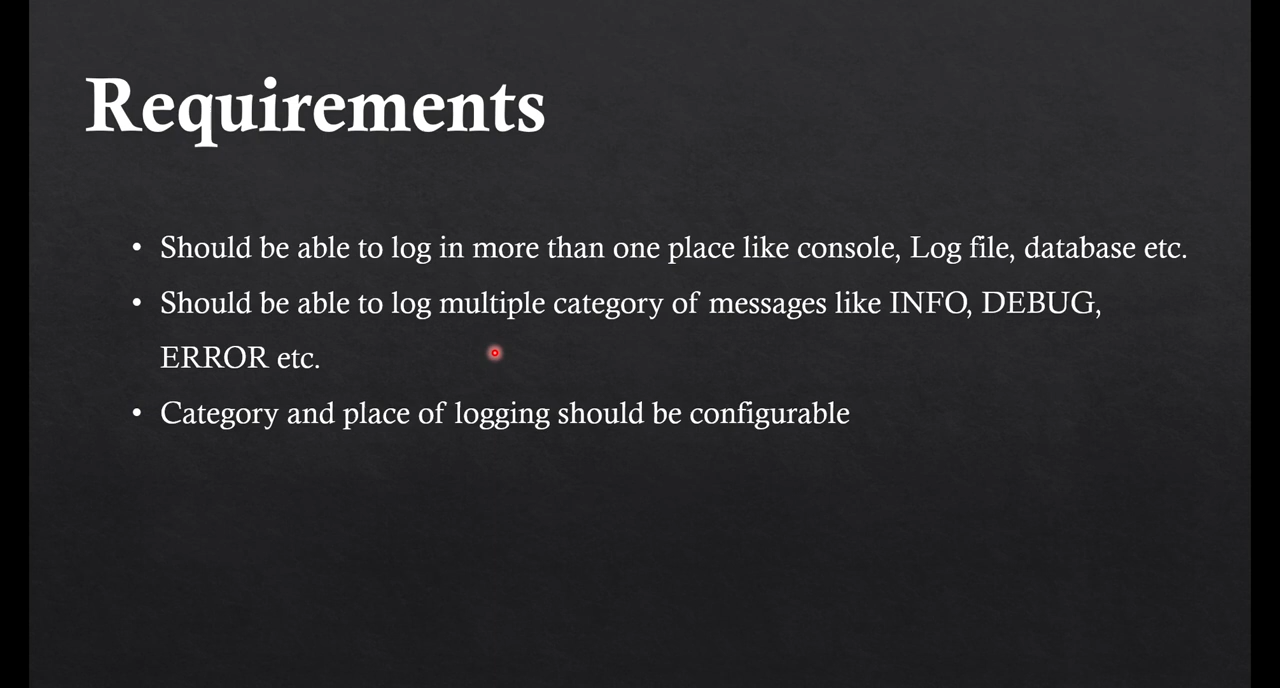 Requirements
• Should be able to log in more than one place like console, Log file, database etc.
• Should be able to log multiple category of messages like INFO, DEBUG,
ERROR etc.
• Category and place of logging should be configurable